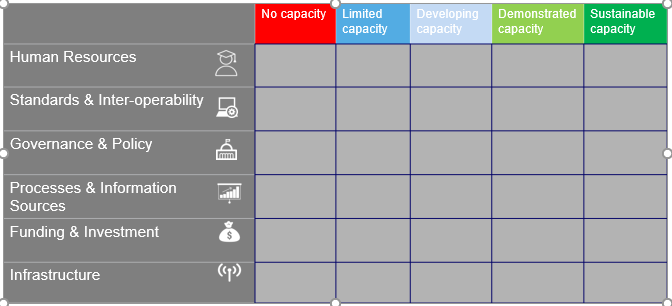 No capacity
Limited
capacity
Developing
capacity
Demonstrated
capacity
Sustainable
capacity
Human Resources
Standards & Inter-operability
Governance & Policy
Processes & Information
Sources
Funding & Investment
$
Infrastructure